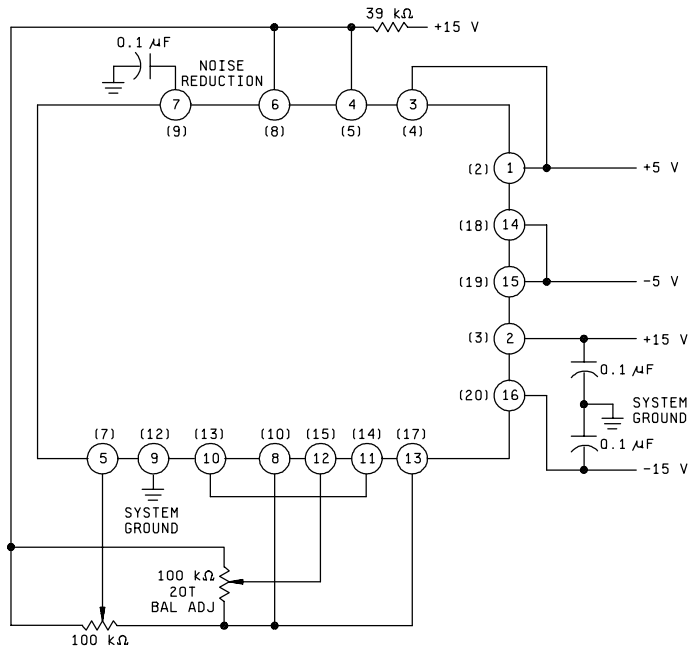 39 kΩ
+15 V
0.1 µF
NOISE
REDUCTION
7
6
4
3
(9)
(8)
(5)
(4)
(2)
1
+5 V
(18)
14
(19)
15
-5 V
(3)
2
+15 V
0.1 µF
(20)
16
SYSTEM
GROUND
0.1 µF
-15 V
(7)
(12)
(13)
(10)
(15)
(14)
(17)
5
9
10
8
12
11
13
SYSTEM
GROUND
100 kΩ
20T
BAL ADJ
100 kΩ